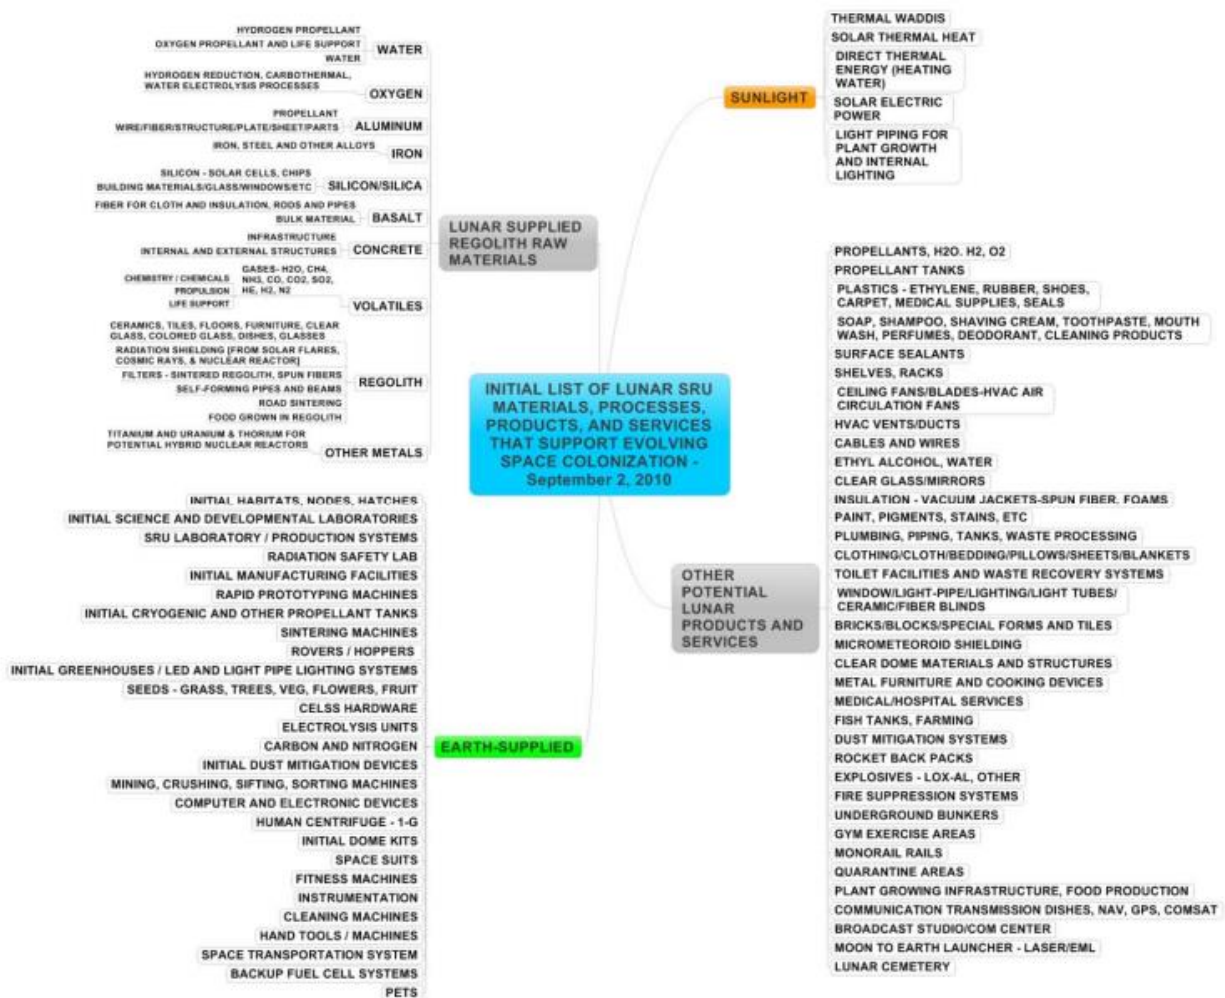 HYDROGEN PROPELLANT
OXYGEN PROPELLANT AND LIFE SUPPORT
WATER
WATER
HYDROGEN REDUCTION, CARBOTHERMAL,
WATER ELECTROLYSIS PROCESSES
OXYGEN
PROPELLANT
WIRE/FIBER/STRUCTURE/PLATE/SHEET/PARTS
ALUMINUM
IRON, STEEL AND OTHER ALLOYS
IRON
SILICON - SOLAR CELLS, CHIPS
BUILDING MATERIALS/GLASS/WINDOWS/ETC
SILICON/SILICA
FIBER FOR CLOTH AND INSULATION, RODS AND PIPES
BULK MATERIAL
BASALT
INFRASTRUCTURE
INTERNAL AND EXTERNAL STRUCTURES
CONCRETE
CHEMISTRY / CHEMICALS
PROPULSION
LIFE SUPPORT
GASES- H2O, CH4,
NH3, CO, CO2, SO2,
HE, H2, N2
VOLATILES
CERAMICS, TILES, FLOORS, FURNITURE, CLEAR
GLASS, COLORED GLASS, DISHES, GLASSES
RADIATION SHIELDING [FROM SOLAR FLARES,
COSMIC RAYS, & NUCLEAR REACTOR]
FILTERS - SINTERED REGOLITH, SPUN FIBERS
SELF-FORMING PIPES AND BEAMS
ROAD SINTERING
FOOD GROWN IN REGOLITH
REGOLITH
TITANIUM AND URANIUM & THORIUM FOR
POTENTIAL HYBRID NUCLEAR REACTORS
OTHER METALS
LUNAR SUPPLIED
REGOLITH RAW
MATERIALS
INITIAL LIST OF LUNAR SRU
MATERIALS, PROCESSES,
PRODUCTS, AND SERVICES
THAT SUPPORT EVOLVING
SPACE COLONIZATION -
September 2, 2010
INITIAL HABITATS, NODES, HATCHES
INITIAL SCIENCE AND DEVELOPMENTAL LABORATORIES
SRU LABORATORY / PRODUCTION SYSTEMS
RADIATION SAFETY LAB
INITIAL MANUFACTURING FACILITIES
RAPID PROTOTYPING MACHINES
INITIAL CRYOGENIC AND OTHER PROPELLANT TANKS
SINTERING MACHINES
ROVERS / HOPPERS
INITIAL GREENHOUSES / LED AND LIGHT PIPE LIGHTING SYSTEMS
SEEDS - GRASS, TREES, VEG, FLOWERS, FRUIT
CELSS HARDWARE
ELECTROLYSIS UNITS
CARBON AND NITROGEN
INITIAL DUST MITIGATION DEVICES
MINING, CRUSHING, SIFTING, SORTING MACHINES
COMPUTER AND ELECTRONIC DEVICES
HUMAN CENTRIFUGE - 1-G
INITIAL DOME KITS
SPACE SUITS
FITNESS MACHINES
INSTRUMENTATION
CLEANING MACHINES
HAND TOOLS / MACHINES
SPACE TRANSPORTATION SYSTEM
BACKUP FUEL CELL SYSTEMS
PETS
EARTH-SUPPLIED
SUNLIGHT
THERMAL WADDIS
SOLAR THERMAL HEAT
DIRECT THERMAL
ENERGY (HEATING
WATER)
SOLAR ELECTRIC
POWER
LIGHT PIPING FOR
PLANT GROWTH
AND INTERNAL
LIGHTING
OTHER
POTENTIAL
LUNAR
PRODUCTS AND
SERVICES
PROPELLANTS, H2O. H2, O2
PROPELLANT TANKS
PLASTICS - ETHYLENE, RUBBER, SHOES,
CARPET, MEDICAL SUPPLIES, SEALS
SOAP, SHAMPOO, SHAVING CREAM, TOOTHPASTE, MOUTH
WASH, PERFUMES, DEODORANT, CLEANING PRODUCTS
SURFACE SEALANTS
SHELVES, RACKS
CEILING FANS/BLADES-HVAC AIR
CIRCULATION FANS
HVAC VENTS/DUCTS
CABLES AND WIRES
ETHYL ALCOHOL, WATER
CLEAR GLASS/MIRRORS
INSULATION - VACUUM JACKETS-SPUN FIBER, FOAMS
PAINT, PIGMENTS, STAINS, ETC
PLUMBING, PIPING, TANKS, WASTE PROCESSING
CLOTHING/CLOTH/BEDDING/PILLOWS/SHEETS/BLANKETS
TOILET FACILITIES AND WASTE RECOVERY SYSTEMS
WINDOW/LIGHT-PIPE/LIGHTING/LIGHT TUBES/
CERAMIC/FIBER BLINDS
BRICKS/BLOCKS/SPECIAL FORMS AND TILES
MICROMETEOROID SHIELDING
CLEAR DOME MATERIALS AND STRUCTURES
METAL FURNITURE AND COOKING DEVICES
MEDICAL/HOSPITAL SERVICES
FISH TANKS, FARMING
DUST MITIGATION SYSTEMS
ROCKET BACK PACKS
EXPLOSIVES - LOX-AL, OTHER
FIRE SUPPRESSION SYSTEMS
UNDERGROUND BUNKERS
GYM EXERCISE AREAS
MONORAIL RAILS
QUARANTINE AREAS
PLANT GROWING INFRASTRUCTURE, FOOD PRODUCTION
COMMUNICATION TRANSMISSION DISHES, NAV, GPS, COMSAT
BROADCAST STUDIO/COM CENTER
MOON TO EARTH LAUNCHER - LASER/EML
LUNAR CEMETERY